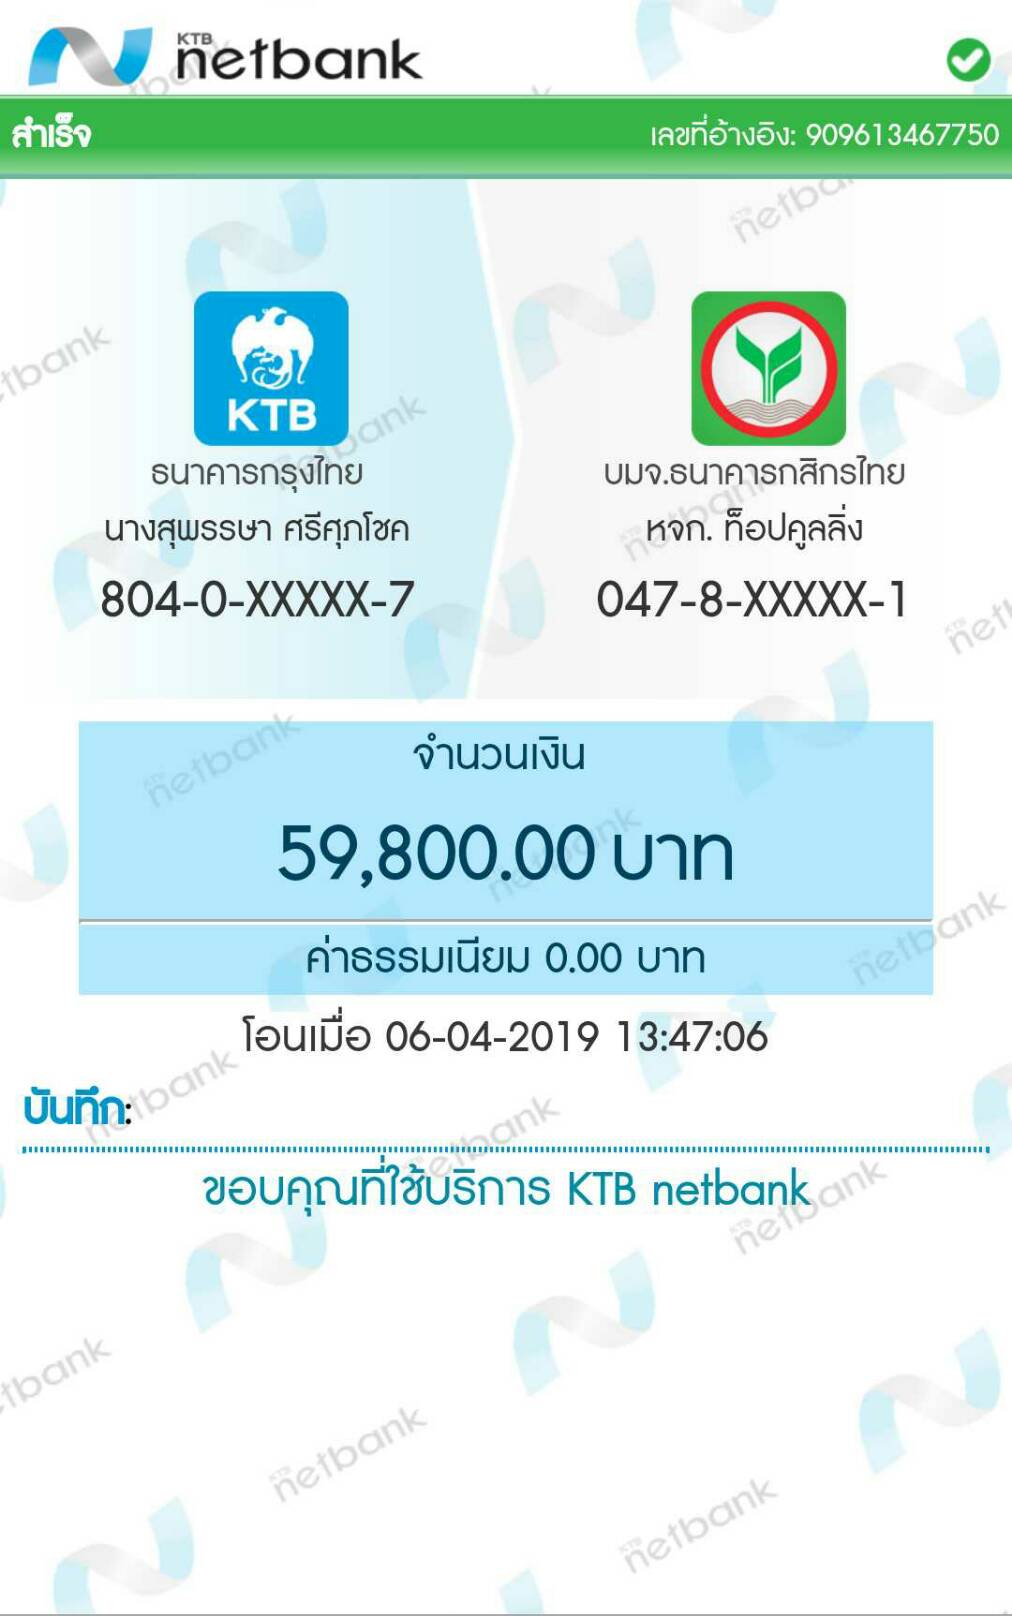 KTB
netbank
สำเร็จ
เลขที่อ้างอิง: 909613467750
KTB
ธนาคารกรุงไทย
นางสุพรรษา ศรีศุภโชค
804-0-XXXXX-7
บมจ.ธนาคารกสิกรไทย
หจก. ท็อปคูลลิ่ง
047-8-XXXXX-1
จำนวนเงิน
59,800.00 บาท
ค่าธรรมเนียม 0.00 บาท
โอนเมื่อ 06-04-2019 13:47:06
บันทึก:
ขอบคุณที่ใช้บริการ KTB netbank